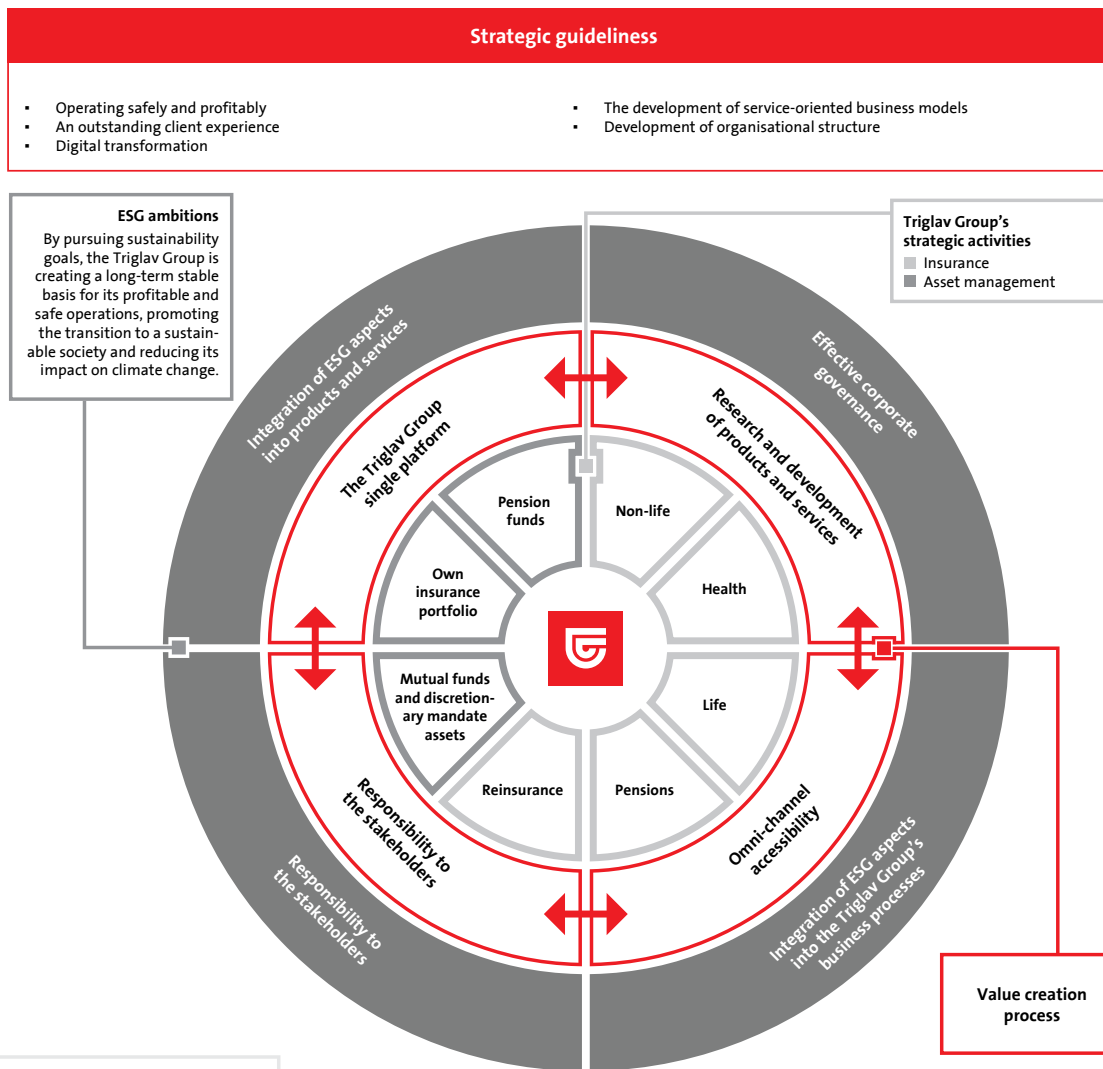 Strategic guideliness
▪ Operating safely and profitably
▪ An outstanding client experience
▪ Digital transformation
▪ The development of service-oriented business models
▪ Development of organisational structure
ESG ambitions
By pursuing sustainability
goals, the Triglav Group is
creating a long-term stable
basis for its profitable and
safe operations, promoting
the transition to a sustain-
able society and reducing its
impact on climate change.
Triglav Group's
strategic activities
Insurance
Asset management
Integration of ESG aspects
into products and services
Effective corporate
governance
The Triglav Group
single platform
Research and development
of products and services
Pension
funds
Non-life
Own
insurance
portfolio
Health
Mutual funds
and discretion-
ary mandate
assets
Life
Reinsurance
Pensions
Responsibility to
the stakeholders
Omni-channel
accessibility
Responsibility to
the stakeholders
Integration of ESG aspects
into the Triglav Group's
business processes
Value creation
process